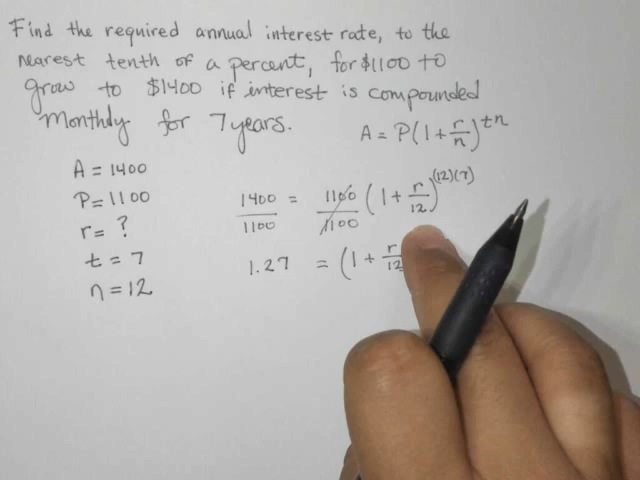 Find the required annual interest rate, to the
nearest tenth of a percent, for $1100 to
grow to $1400 if interest is compounded
Monthly for 7 years.
A = P(1 + r/n)^tn
A = 1400
P = 1100
r = ?
t = 7
n = 12
1400/1100 = 1100/1100 (1 + r/12)^(12)(7)
1.27 = (1 + r/12